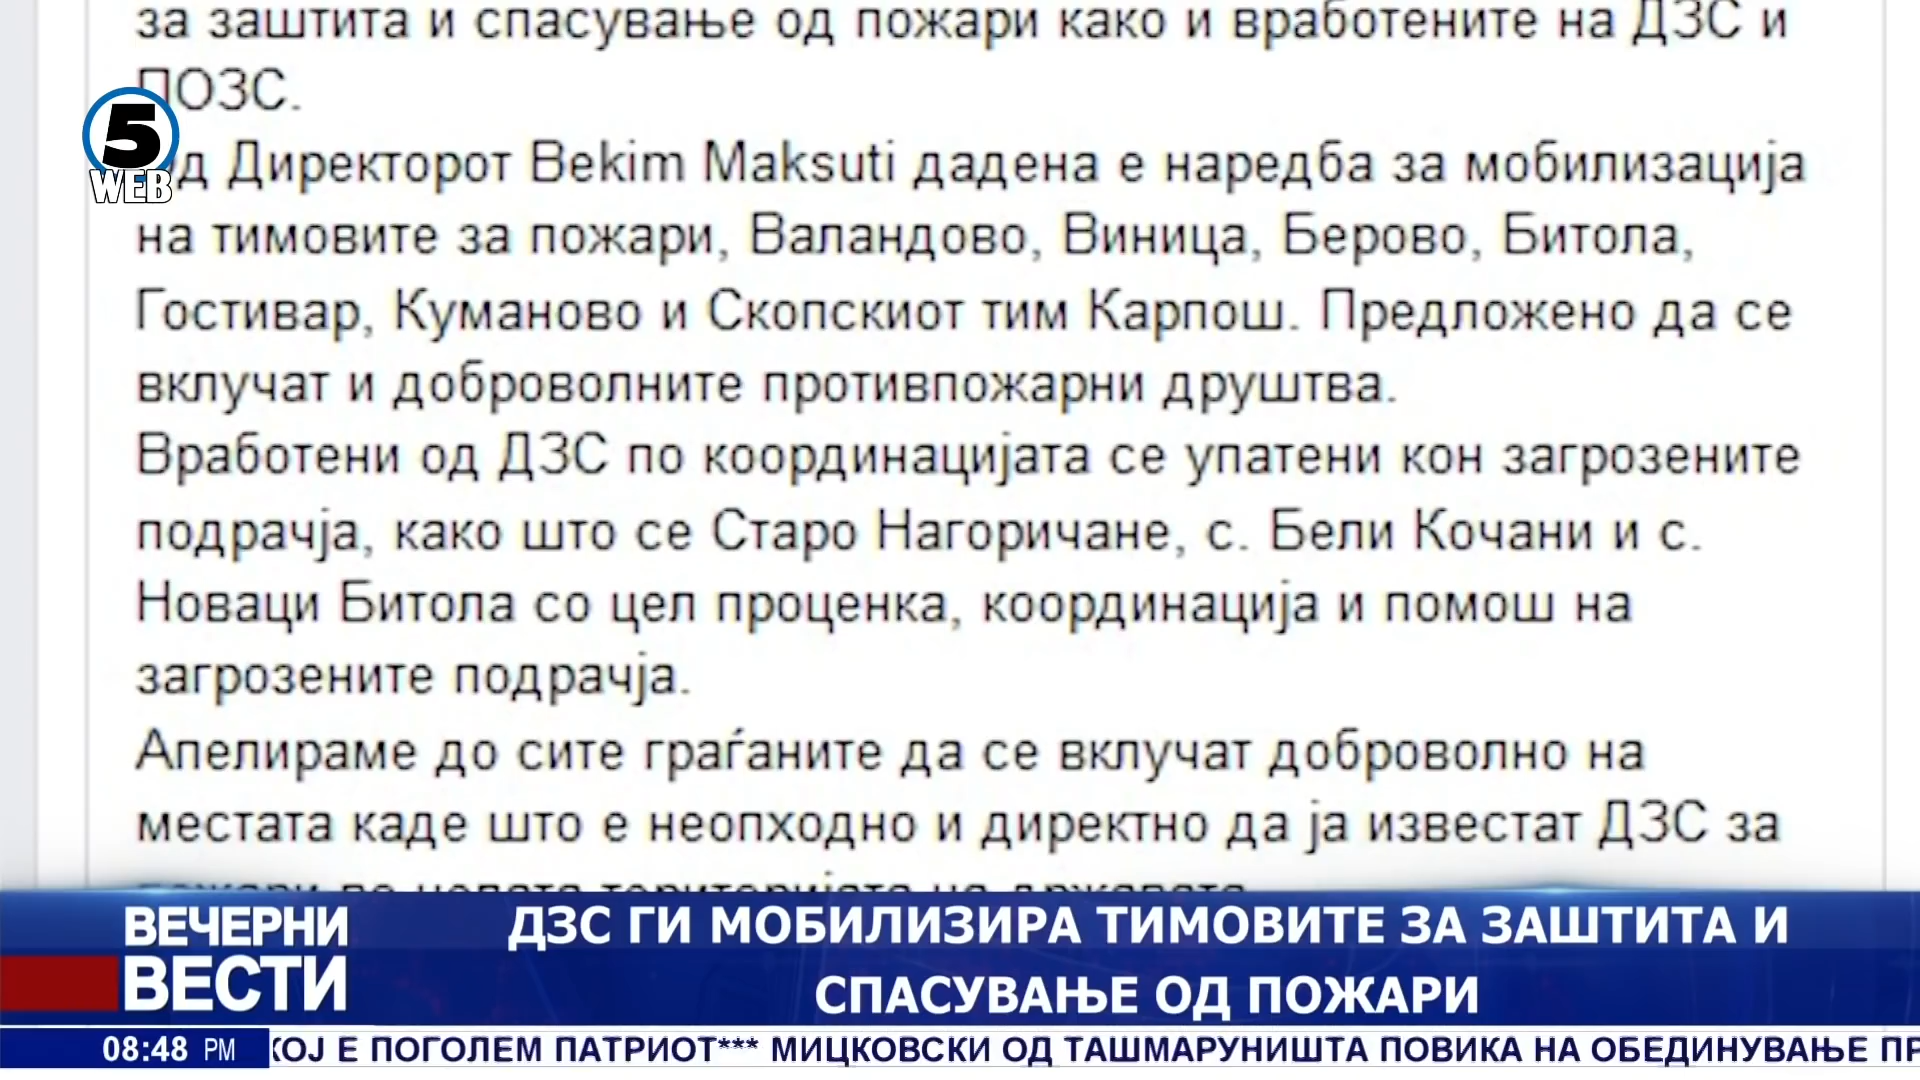 за заштита и спасување од пожари како и вработените на ДЗС и
ПОЗС.
Од Директорот Bekim Maksuti дадена е наредба за мобилизација
на тимовите за пожари, Валандово, Виница, Берово, Битола,
Гостивар, Куманово и Скопскиот тим Карпош. Предложено да се
вклучат и доброволните противпожарни друштва.
Вработени од ДЗС по координацијата се упатени кон загрозените
подрачја, како што се Старо Нагоричане, с. Бели Кочани и с.
Новаци Битола со цел проценка, координација и помош на
загрозените подрачја.
Апелираме до сите граѓаните да се вклучат доброволно на
местата каде што е неопходно и директно да ја известат ДЗС за
5
WEB
ВЕЧЕРНИ
ВЕСТИ
ДЗС ГИ МОБИЛИЗИРА ТИМОВИТЕ ЗА ЗАШТИТА И
СПАСУВАЊЕ ОД ПОЖАРИ
08:48 PM
КОЈ Е ПОГОЛЕМ ПАТРИОТ*** МИЦКОВСКИ ОД ТАШМАРУНИШТА ПОВИКА НА ОБЕДИНУВАЊЕ ПР